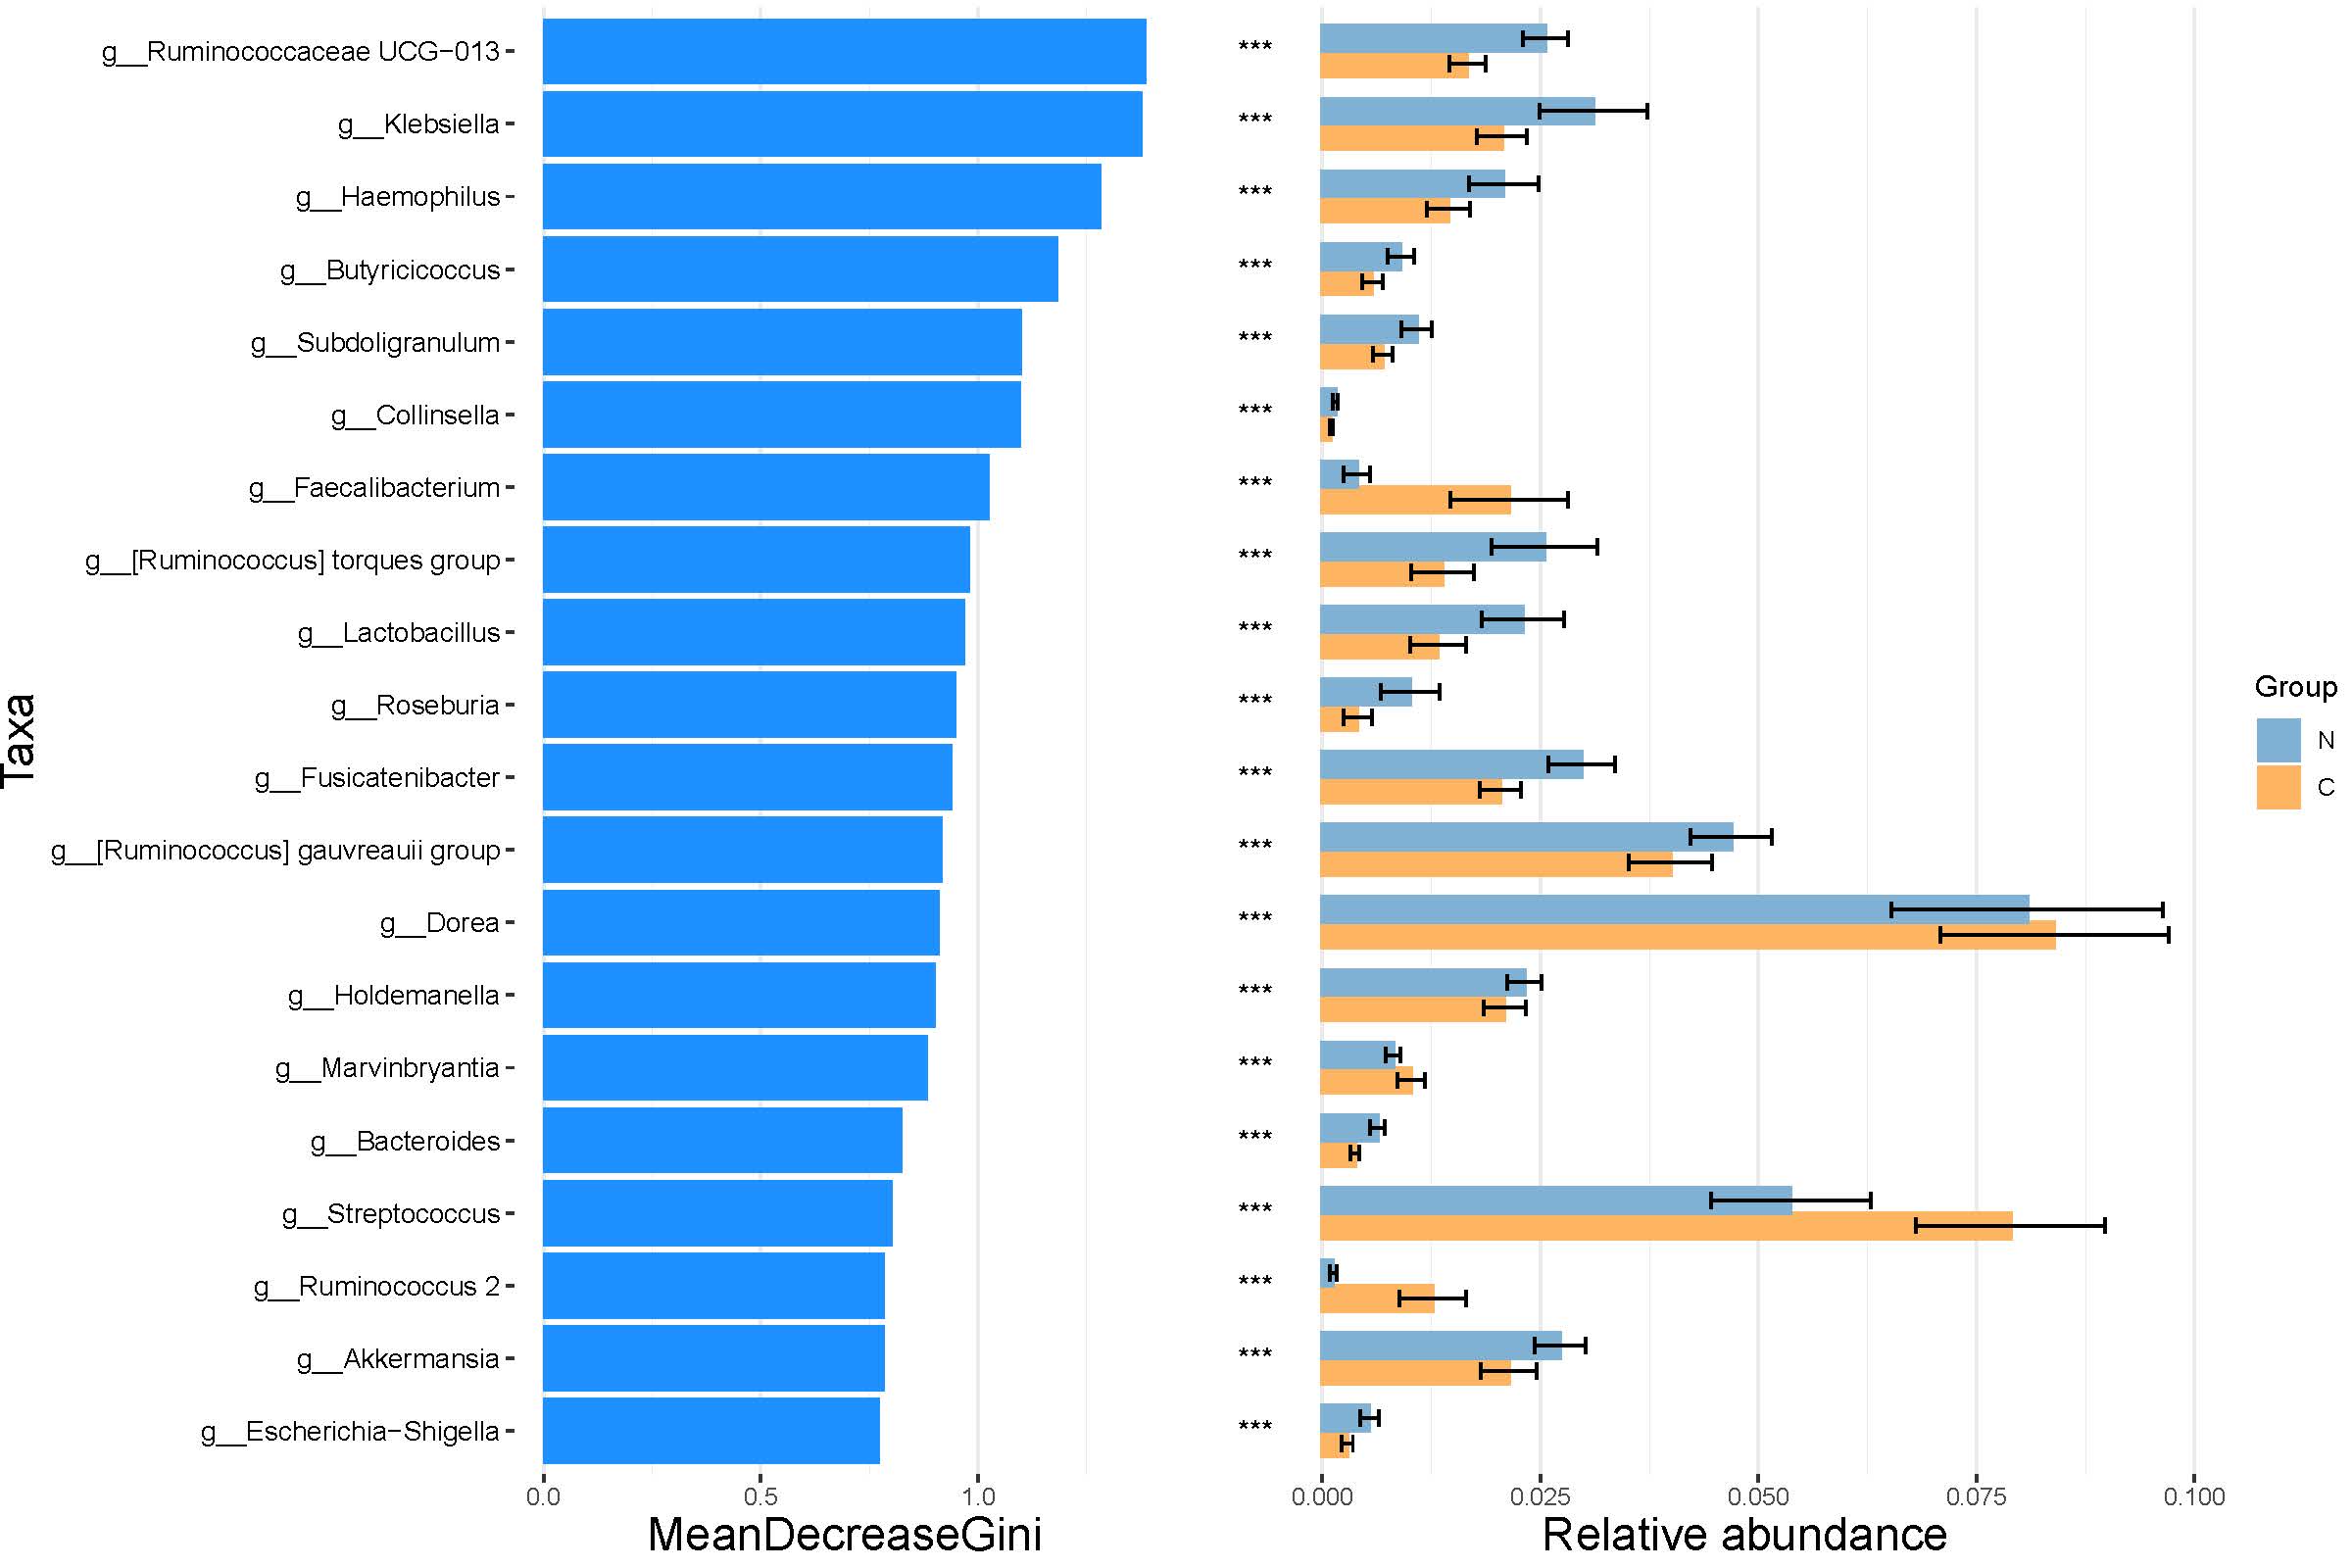 g__Ruminococcaceae UCG−013 ***
g__Klebsiella ***
g__Haemophilus ***
g__Butyricicoccus ***
g__Subdoligranulum ***
g__Collinsella ***
g__Faecalibacterium ***
g__[Ruminococcus] torques group ***
g__Lactobacillus ***
g__Roseburia ***
g__Fusicatenibacter ***
g__[Ruminococcus] gauvreauii group ***
g__Dorea ***
g__Holdemanella ***
g__Marvinbryantia ***
g__Bacteroides ***
g__Streptococcus ***
g__Ruminococcus 2 ***
g__Akkermansia ***
g__Escherichia−Shigella ***
Taxa
0.0 0.5 1.0
MeanDecreaseGini
0.000 0.025 0.050 0.075 0.100
Relative abundance
Group
N
C